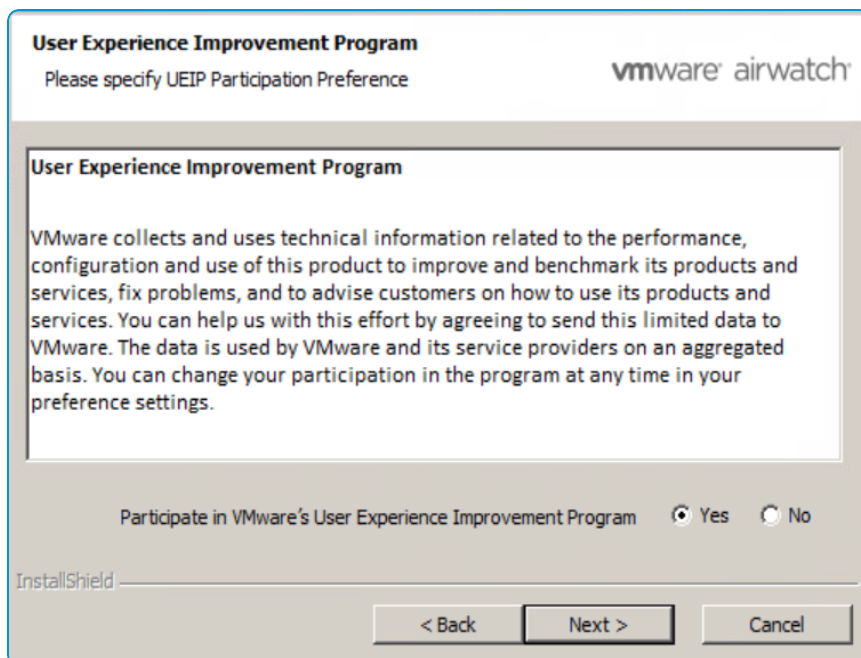 User Experience Improvement Program
Please specify UEIP Participation Preference
vmware airwatch
User Experience Improvement Program
VMware collects and uses technical information related to the performance,
configuration and use of this product to improve and benchmark its products and
services, fix problems, and to advise customers on how to use its products and
services. You can help us with this effort by agreeing to send this limited data to
VMware. The data is used by VMware and its service providers on an aggregated
basis. You can change your participation in the program at any time in your
preference settings.
Participate in VMware's User Experience Improvement Program Yes No
InstallShield
< Back Next > Cancel